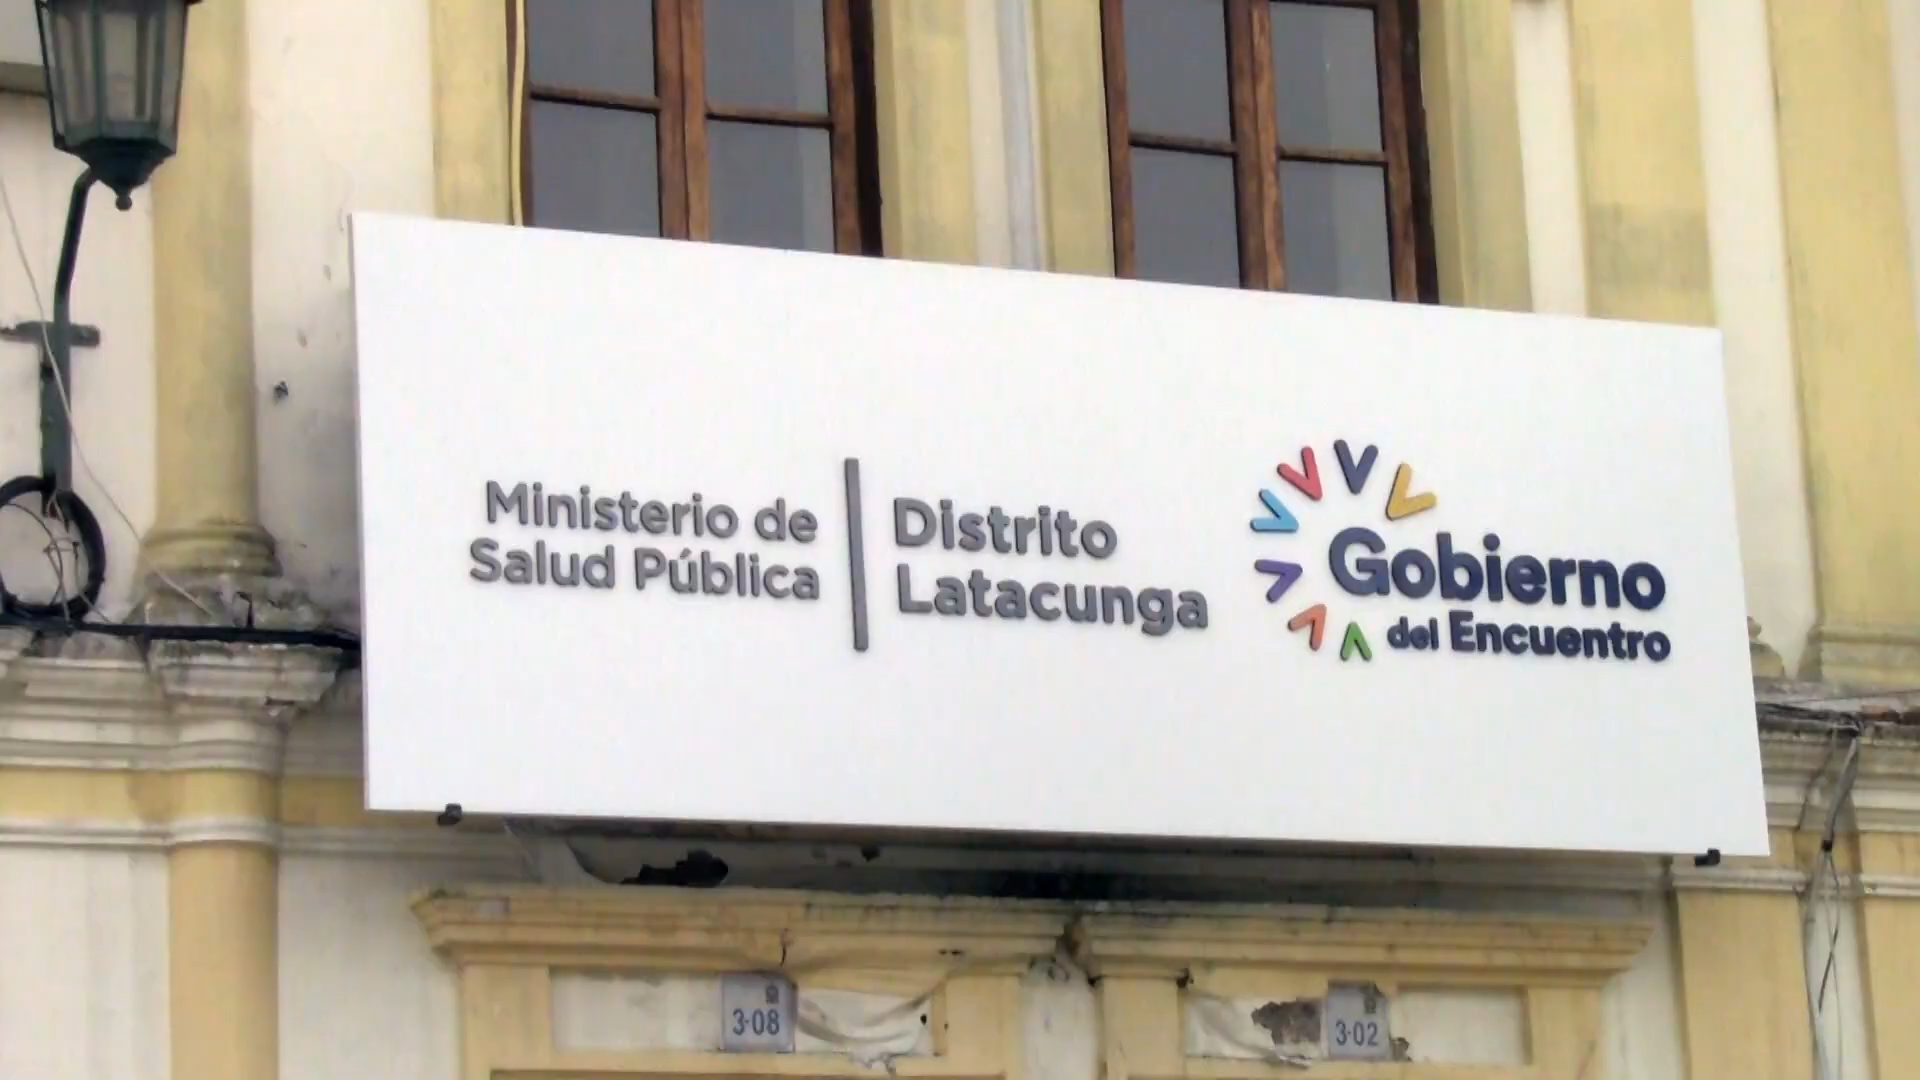 Ministerio de
Salud Pública
Distrito
Latacunga
Gobierno
del Encuentro
3-08
3-02